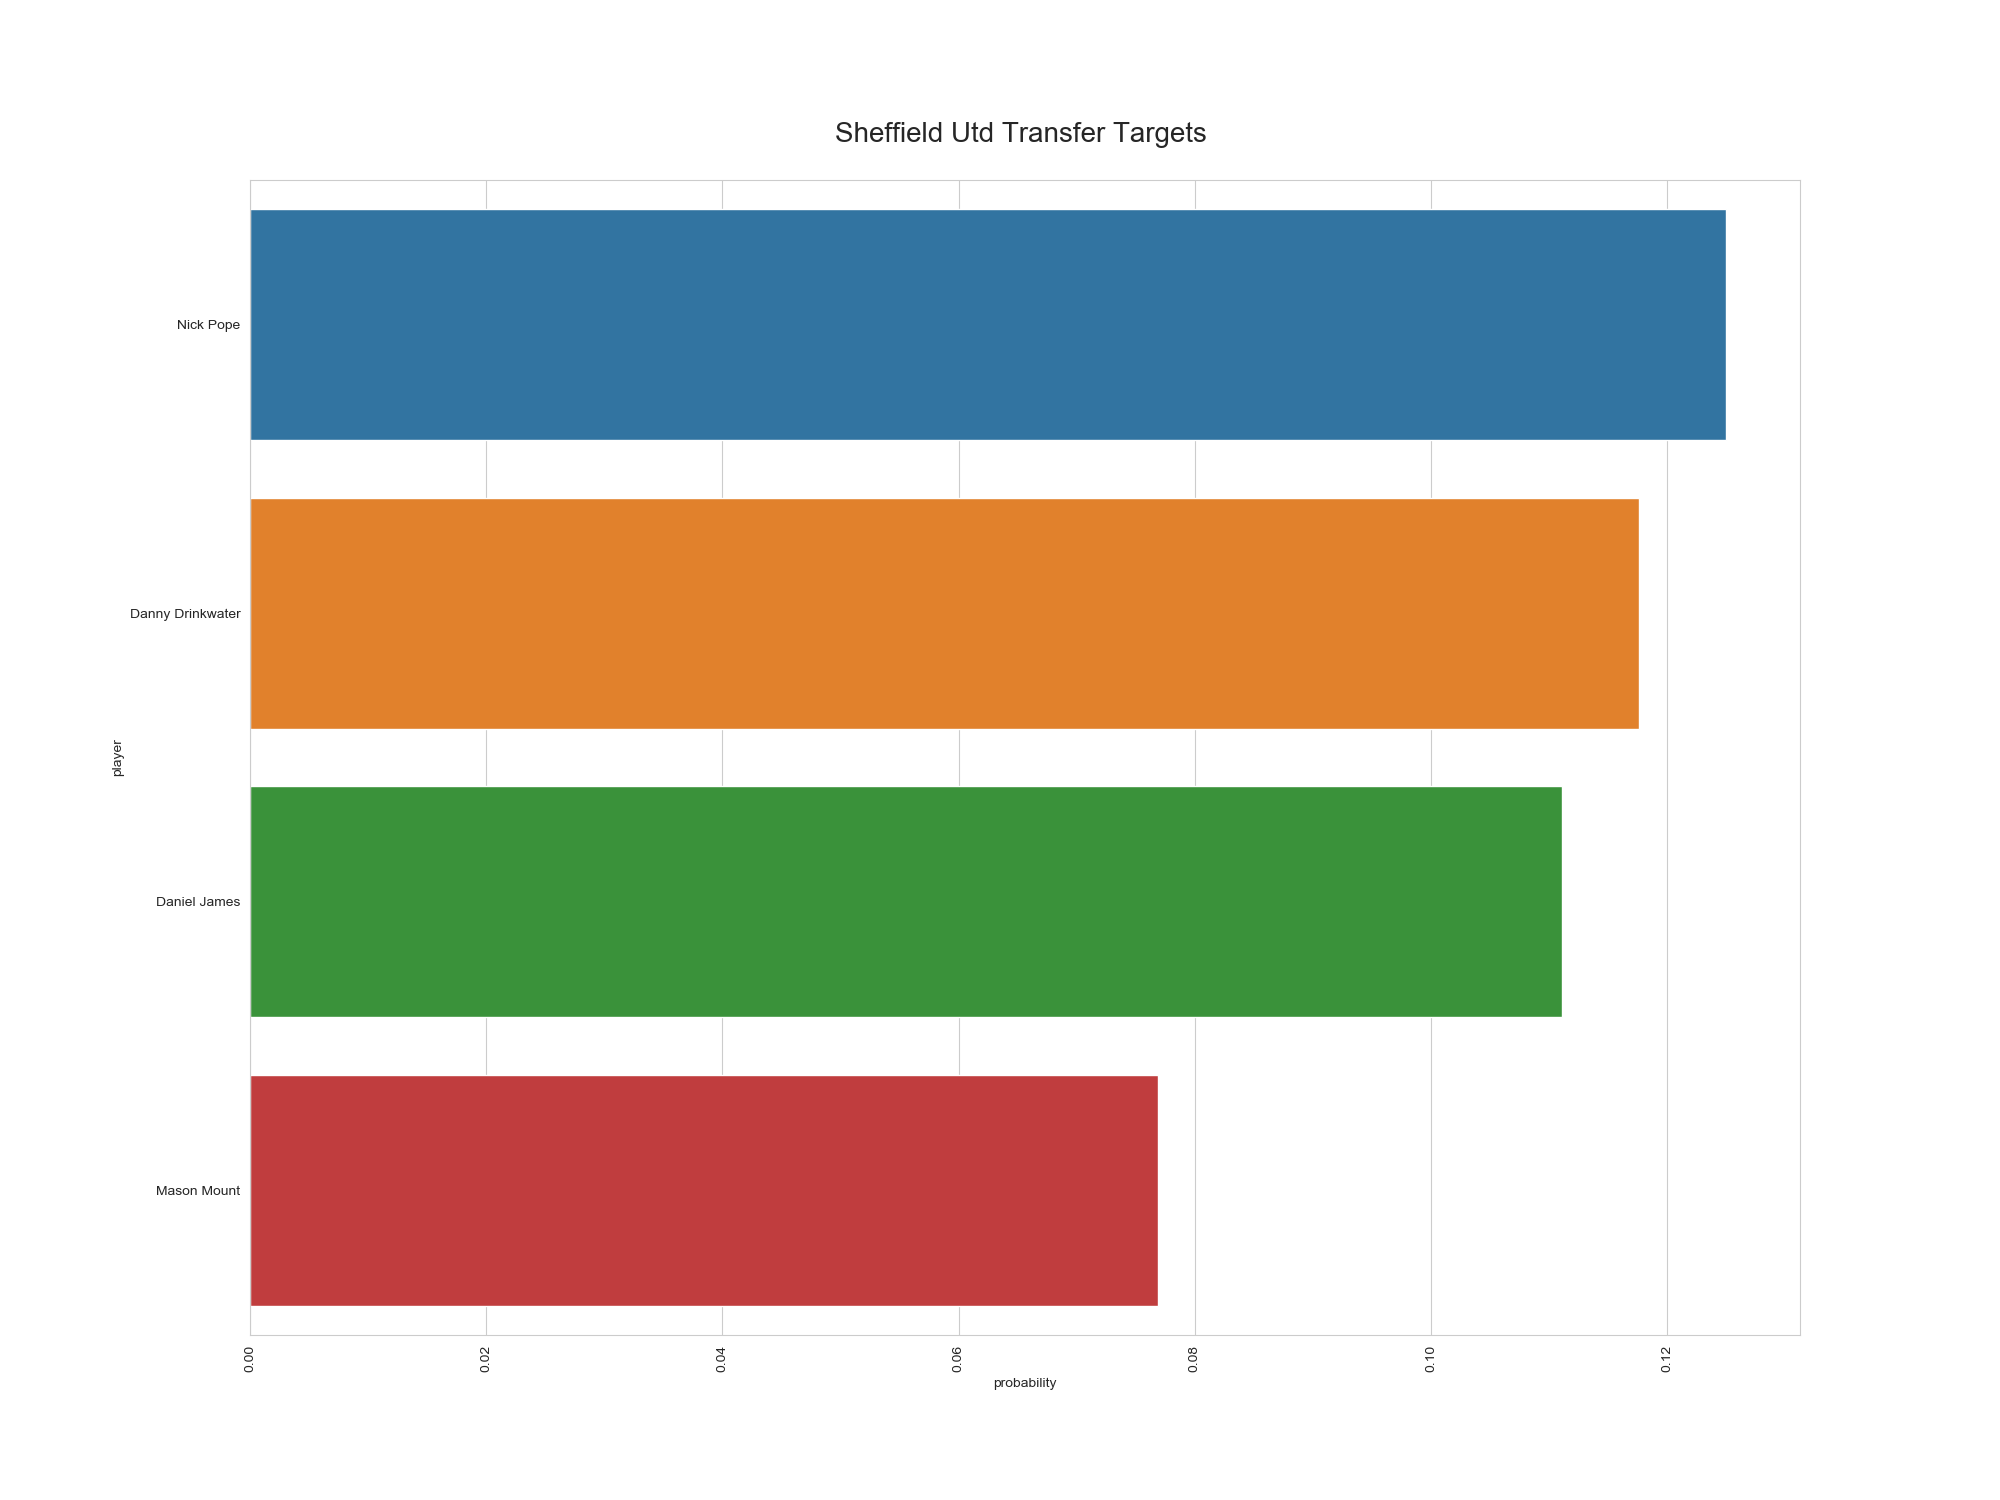 Sheffield Utd Transfer Targets
Nick Pope
Danny Drinkwater
Daniel James
Mason Mount
player
0.00
0.02
0.04
0.06
0.08
0.10
0.12
probability